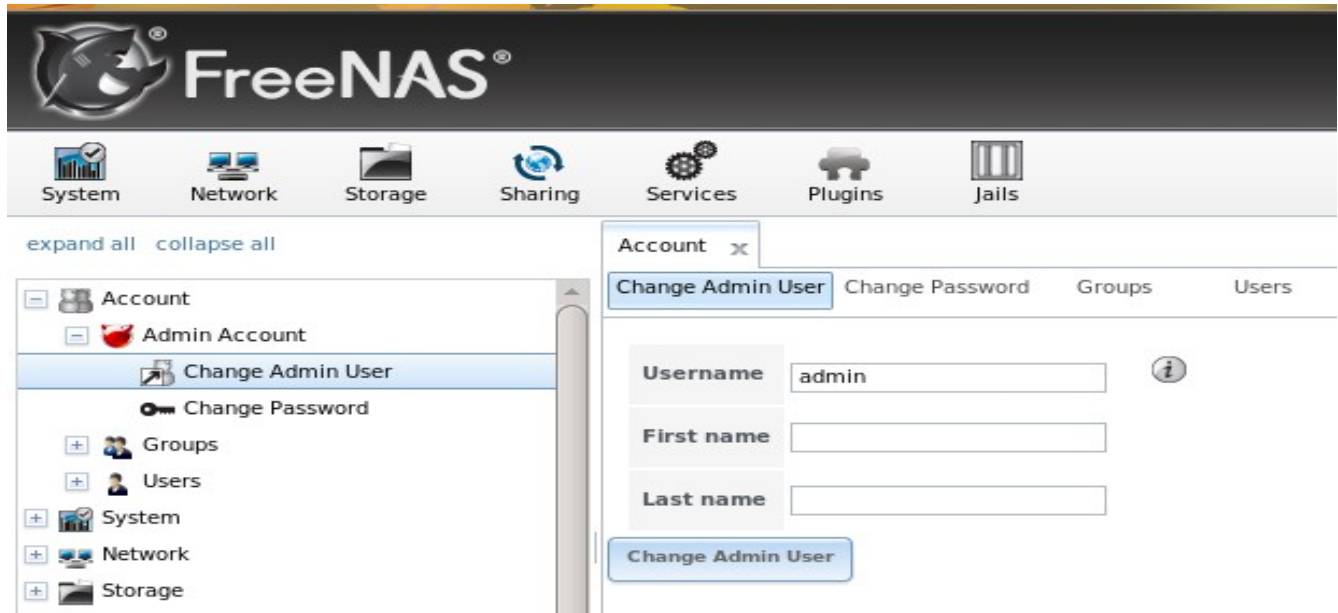 FreeNAS®
System Network Storage Sharing Services Plugins Jails
expand all collapse all
Account
Admin Account
Change Admin User
Change Password
Groups
Users
System
Network
Storage
Account x
Change Admin User Change Password Groups Users
Username admin i
First name
Last name
Change Admin User